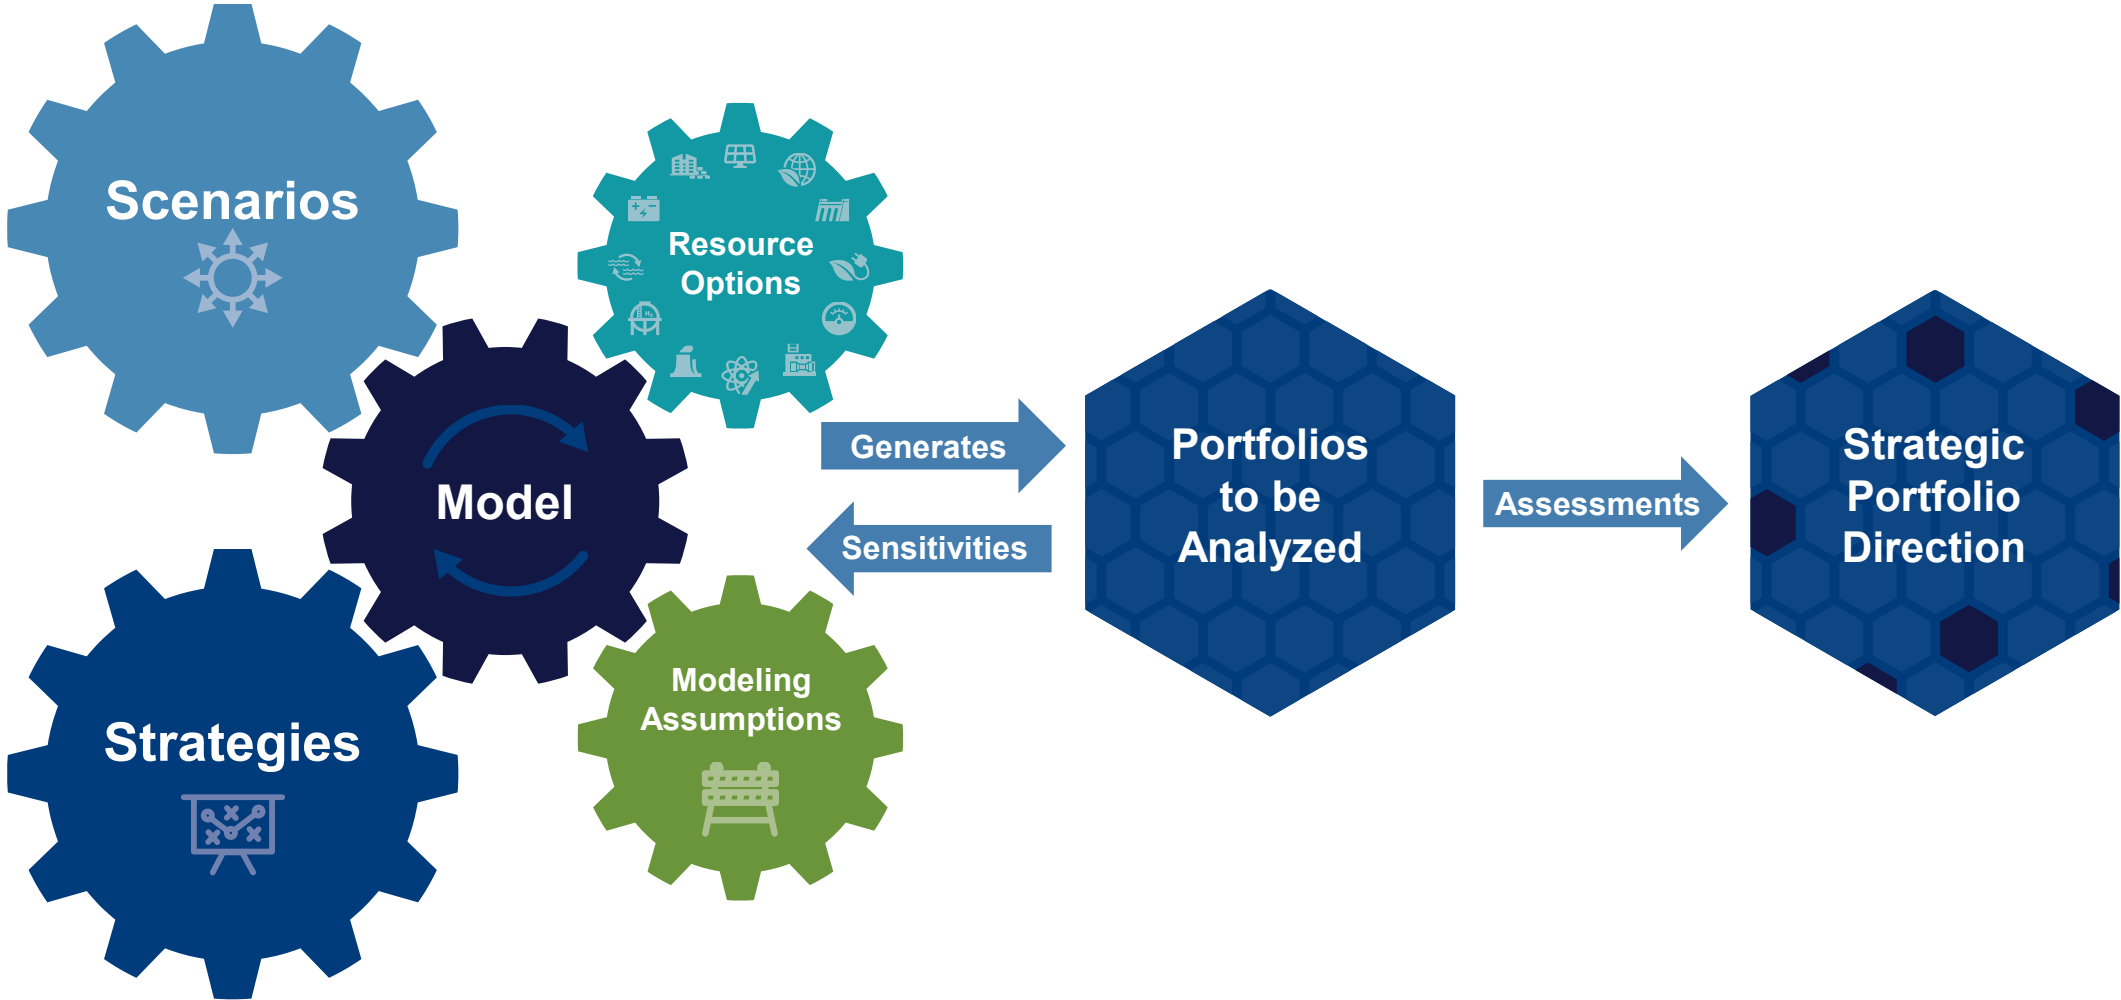 Scenarios
Resource
Options
Model
Strategies
Modeling
Assumptions
Generates
Sensitivities
Portfolios
to be
Analyzed
Assessments
Strategic
Portfolio
Direction